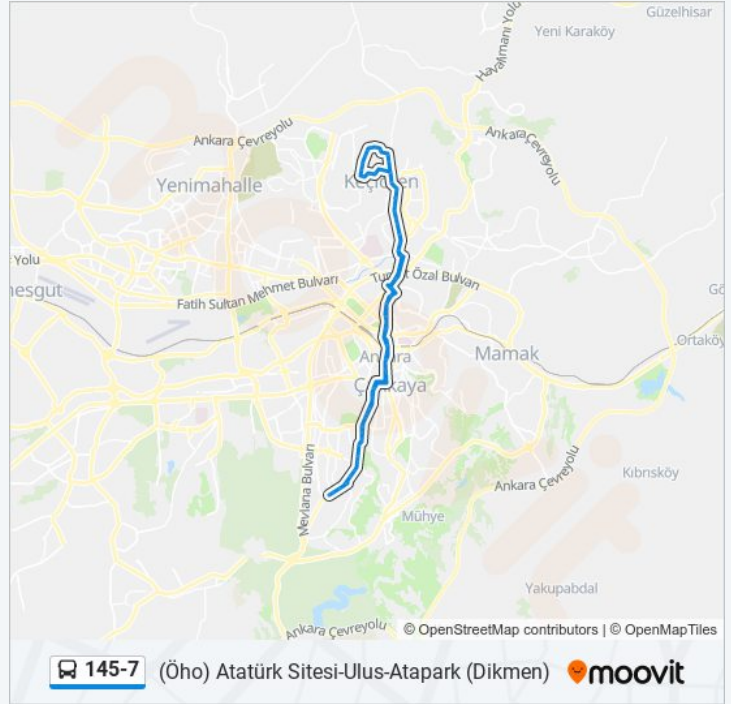 Güzelhisar
Yeni Karaköy
Havalimanı Yolu
Ankara Çevreyolu
Ankara Çevreyolu
Yenimahalle
Keçiören
Yolu
mesgut
Turgut Özal Bulvarı
Fatih Sultan Mehmet Bulvarı
Gö
Ortaköy
Ankara
Mamak
Çankaya
Mevlana Bulvarı
Kıbrısköy
Ankara Çevreyolu
Mühye
Yakupabdal
Ankara Çevreyolu
© OpenStreetMap contributors | © OpenMapTiles
145-7 (Öho) Atatürk Sitesi-Ulus-Atapark (Dikmen) moovit